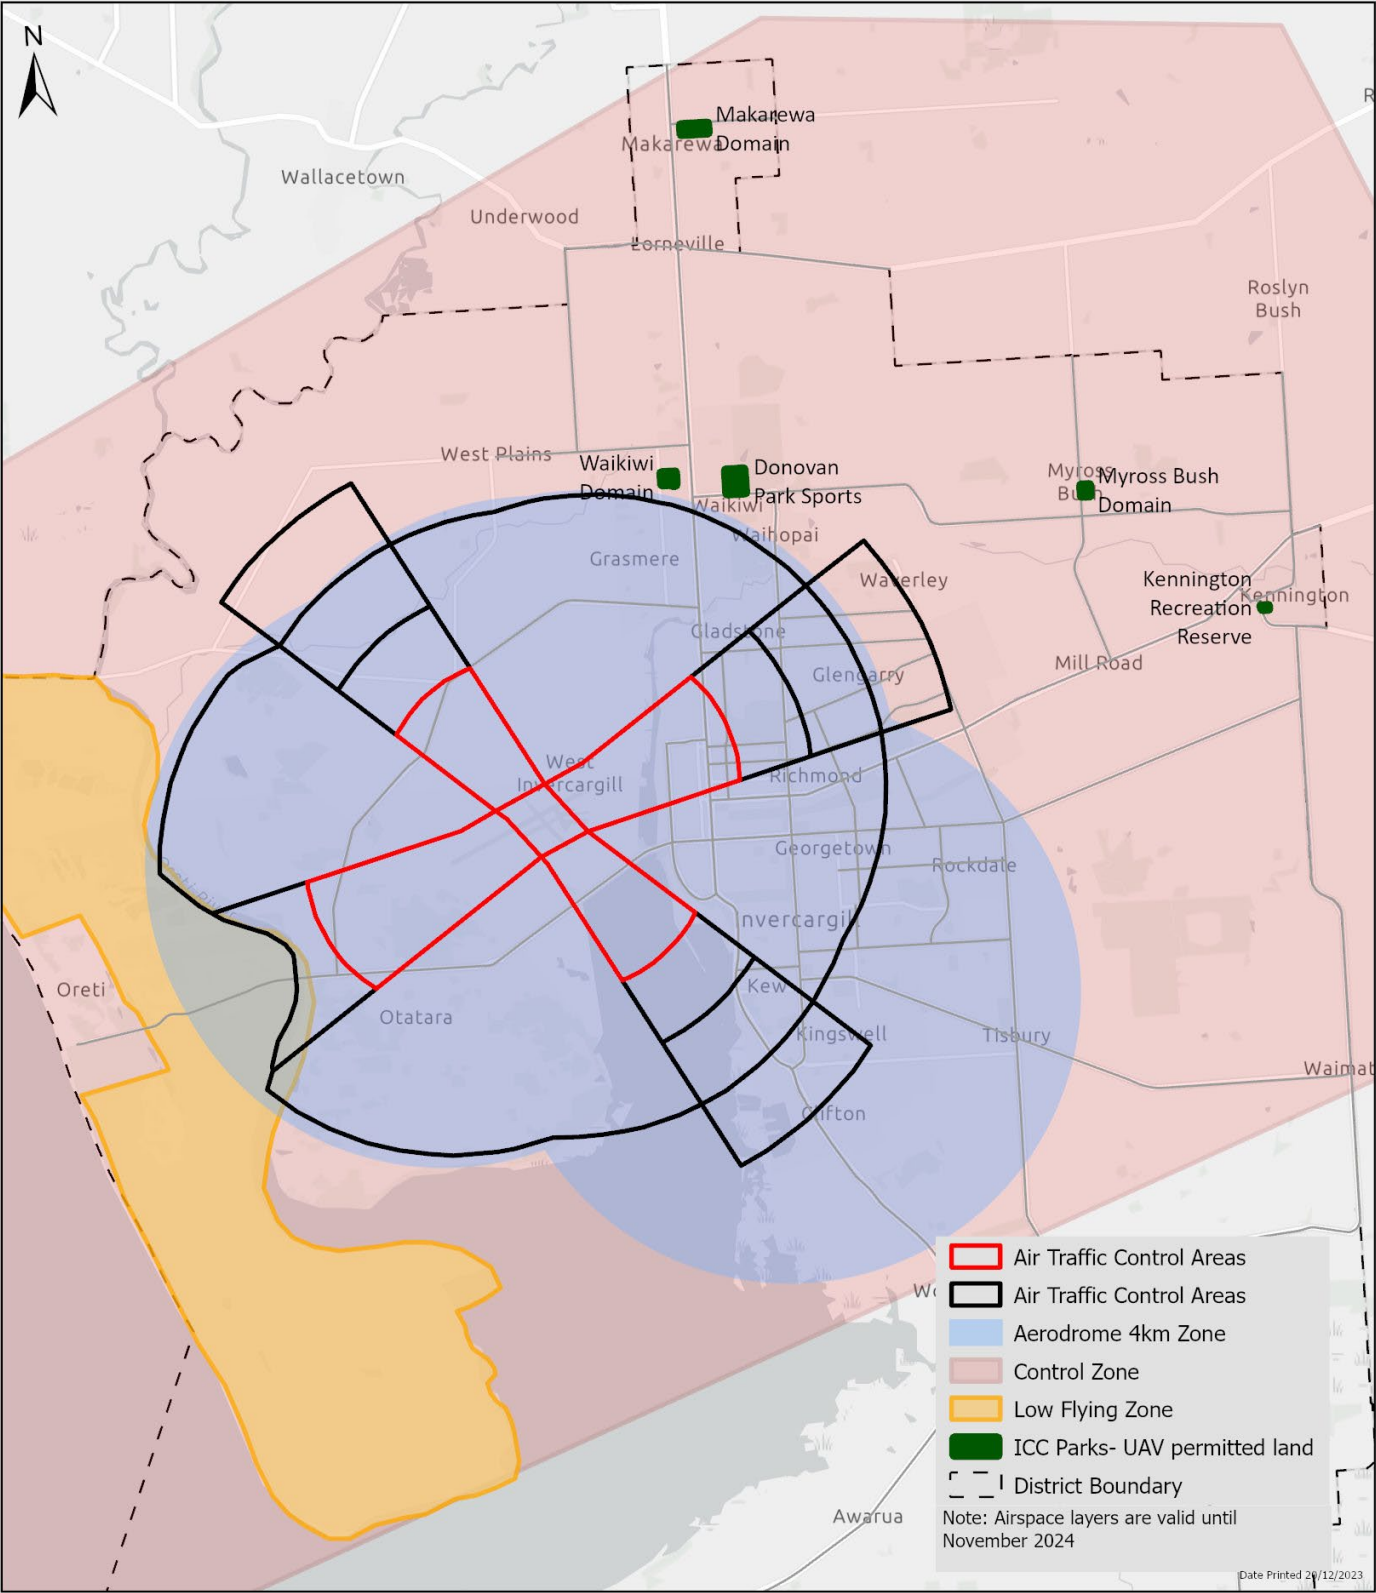 N
Makarewa
Domain
Makarewa
Wallacetown
Underwood
Lorneville
Roslyn
Bush
West Plains
Waikiwi
Domain
Donovan
Park Sports
Waikiwi
Myross
Bush
Myross Bush
Domain
Waihopai
Grasmere
Waverley
Kennington
Recreation
Reserve
Kennington
Gladstone
Glengarry
Mill Road
West
Invercargill
Richmond
Georgetown
Rockdale
Oreti River
Invercargill
Oreti
Kew
Otatara
Kingswell
Tisbury
Waimat
Clifton
Wo
Awarua
Air Traffic Control Areas
Air Traffic Control Areas
Aerodrome 4km Zone
Control Zone
Low Flying Zone
ICC Parks- UAV permitted land
District Boundary
Note: Airspace layers are valid until
November 2024
Date Printed 20/12/2023